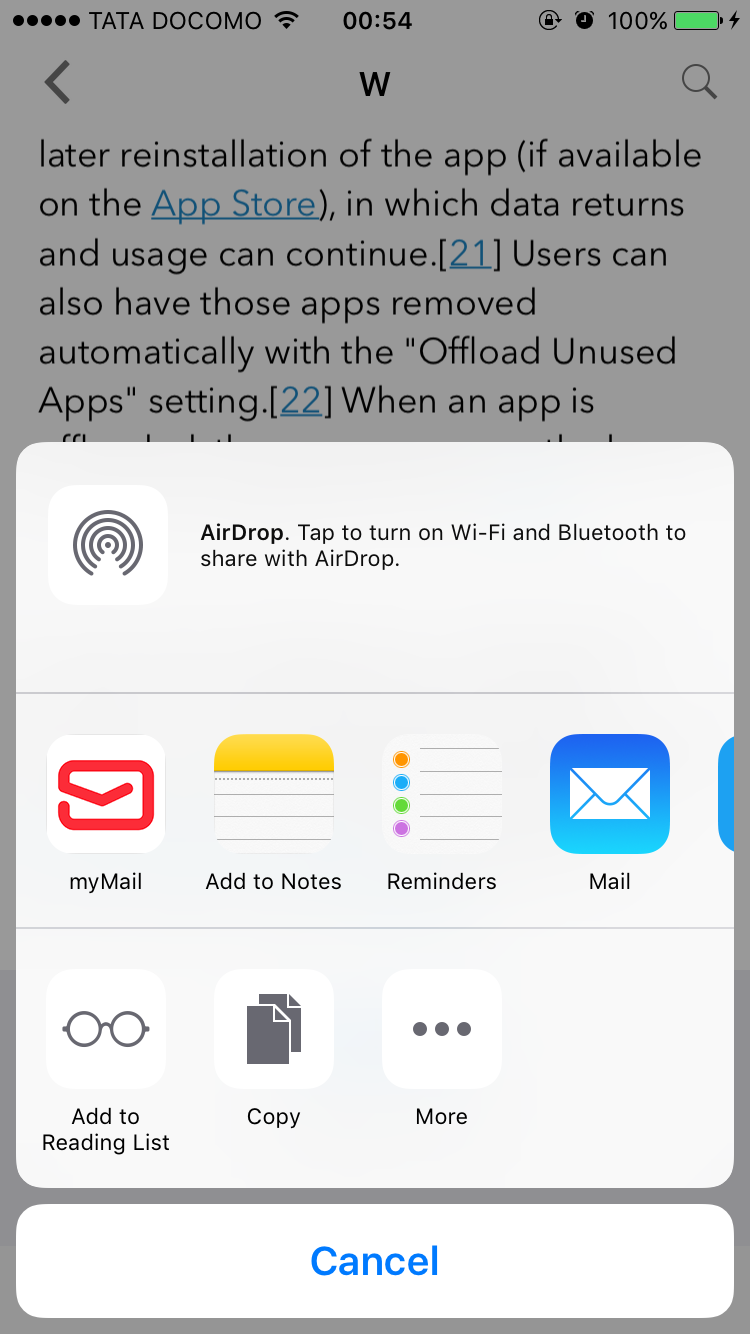 TATA DOCOMO 00:54 100%
W
later reinstallation of the app (if available
on the App Store), in which data returns
and usage can continue.[21] Users can
also have those apps removed
automatically with the "Offload Unused
Apps" setting.[22] When an app is
AirDrop. Tap to turn on Wi-Fi and Bluetooth to
share with AirDrop.
myMail Add to Notes Reminders Mail
Add to
Reading List
Copy
More
Cancel